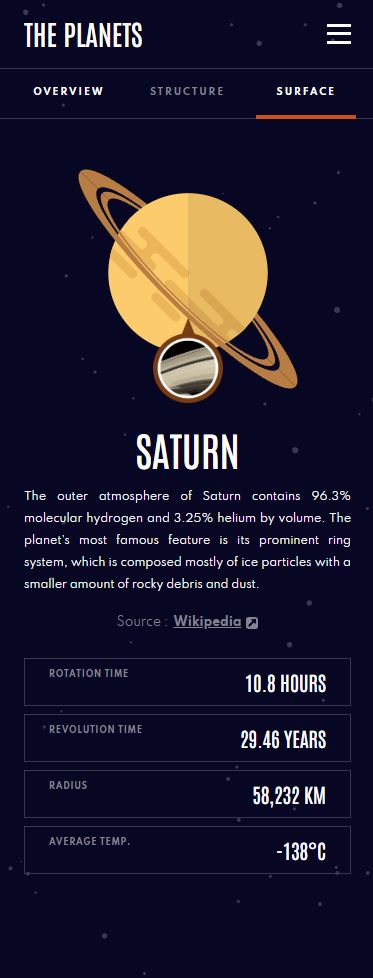 THE PLANETS
OVERVIEW STRUCTURE SURFACE
SATURN
The outer atmosphere of Saturn contains 96.3%
molecular hydrogen and 3.25% helium by volume. The
planet's most famous feature is its prominent ring
system, which is composed mostly of ice particles with a
smaller amount of rocky debris and dust.
Source : Wikipedia
ROTATION TIME 10.8 HOURS
REVOLUTION TIME 29.46 YEARS
RADIUS 58,232 KM
AVERAGE TEMP. -138°C